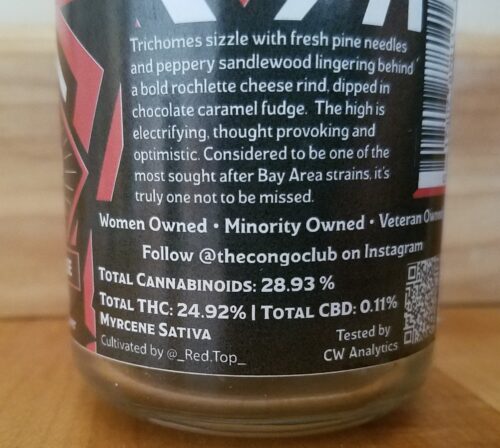 Trichomes sizzle with fresh pine needles
and peppery sandlewood lingering behind
a bold rochlette cheese rind, dipped in
chocolate caramel fudge. The high is
electrifying, thought provoking and
optimistic. Considered to be one of the
most sought after Bay Area strains, it's
truly one not to be missed.
Women Owned • Minority Owned • Veteran Owned
Follow @thecongoclub on Instagram
Total Cannabinoids: 28.93 %
Total THC: 24.92% | Total CBD: 0.11%
Myrcene Sativa
Cultivated by @_Red.Top_
Tested by
CW Analytics